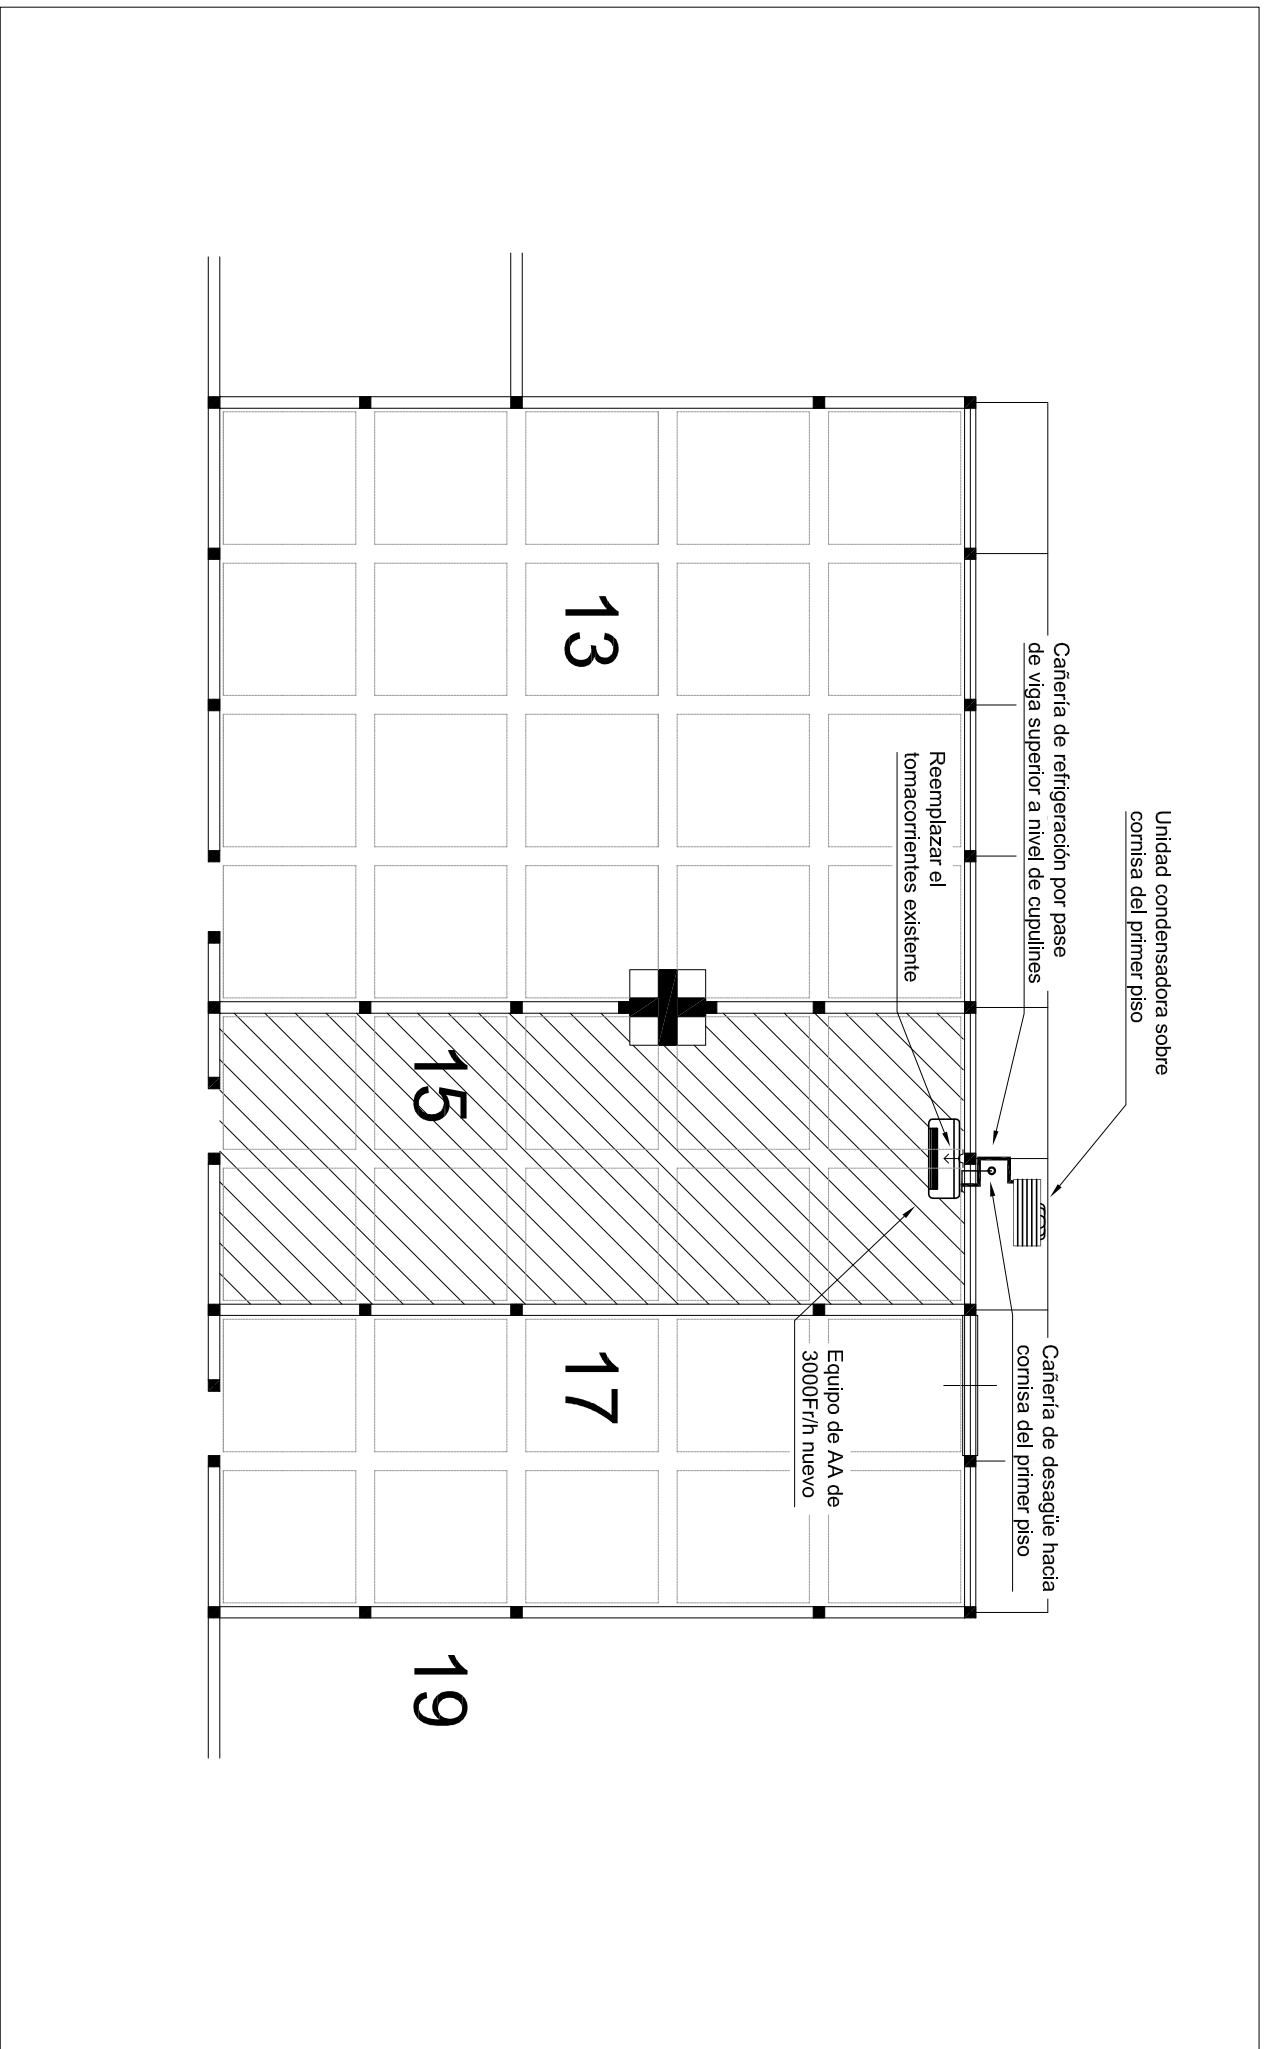 Unidad condensadora sobre
cornisa del primer piso
Cañería de refrigeración por pase
de viga superior a nivel de cupulines
Cañería de desagüe hacia
cornisa del primer piso
Reemplazar el
tomacorrientes existente
Equipo de AA de
3000Fr/h nuevo
13
17
15
19